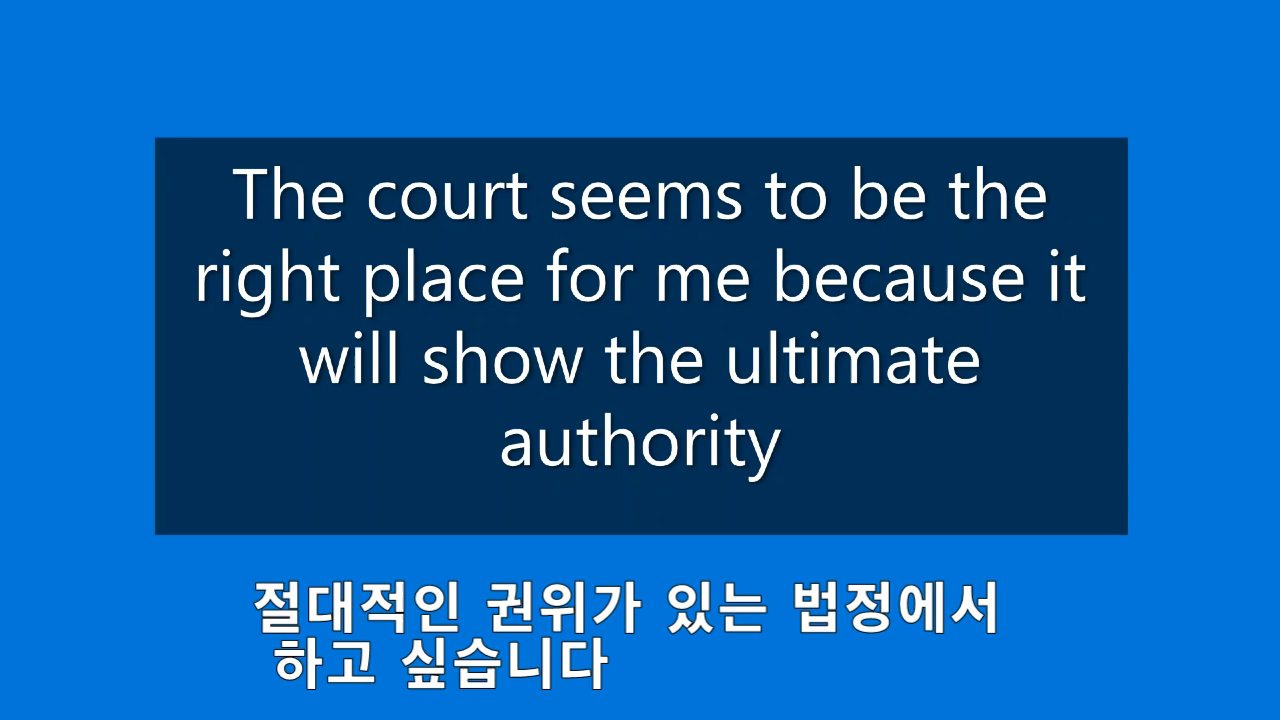 The court seems to be the
right place for me because it
will show the ultimate
authority
절대적인 권위가 있는 법정에서
하고 싶습니다